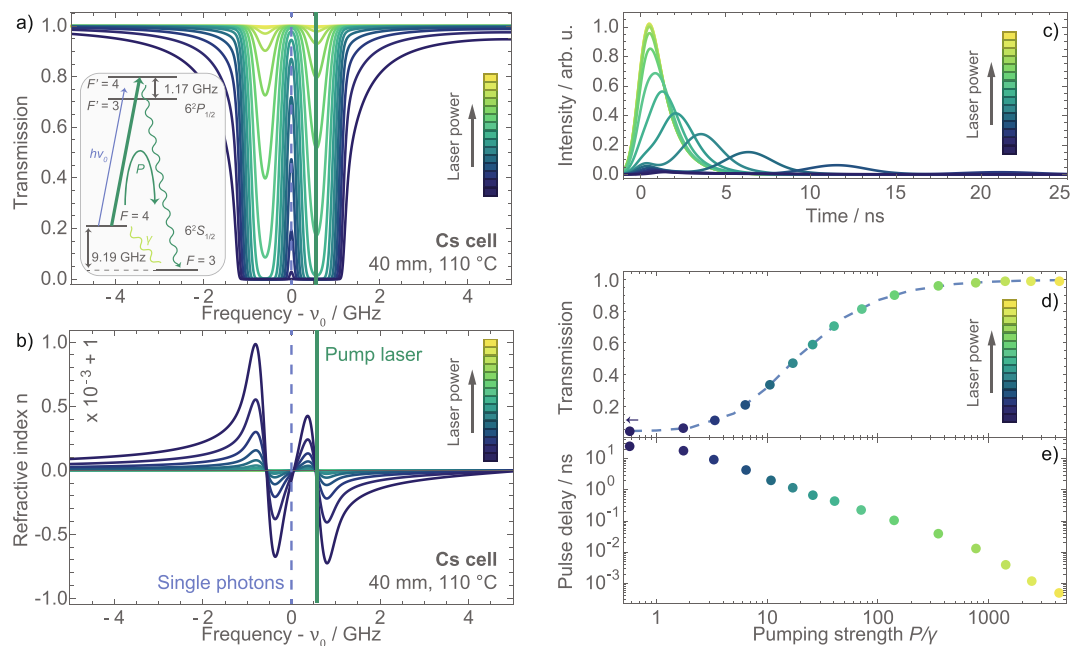 a)
1.0
0.8
0.6
0.4
0.2
0.0
Transmission
F' = 4
F' = 3
1.17 GHz
6²P₁/₂
hν₀
P
F = 4
6²S₁/₂
γ
9.19 GHz
F = 3
Laser power
Cs cell
40 mm, 110 °C
-4 -2 0 2 4
Frequency - ν₀ / GHz
b)
1.0
0.5
0.0
-0.5
-1.0
Refractive index n
x 10⁻³ + 1
Pump laser
Laser power
Single photons
Cs cell
40 mm, 110 °C
-4 -2 0 2 4
Frequency - ν₀ / GHz
c)
1.0
0.8
0.6
0.4
0.2
0.0
Intensity / arb. u.
Laser power
0 5 10 15 20 25
Time / ns
d)
1.0
0.8
0.6
0.4
0.2
Transmission
Laser power
e)
10¹
10⁰
10⁻¹
10⁻²
10⁻³
Pulse delay / ns
1 10 100 1000
Pumping strength P/γ